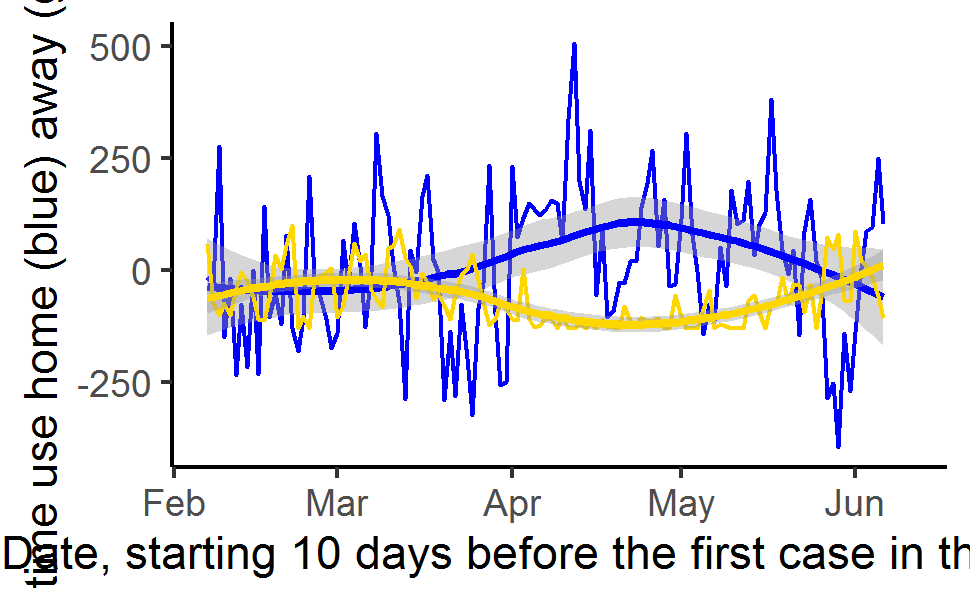 time use home (blue) away (
500
250
0
-250
Feb Mar Apr May Jun
Date, starting 10 days before the first case in th